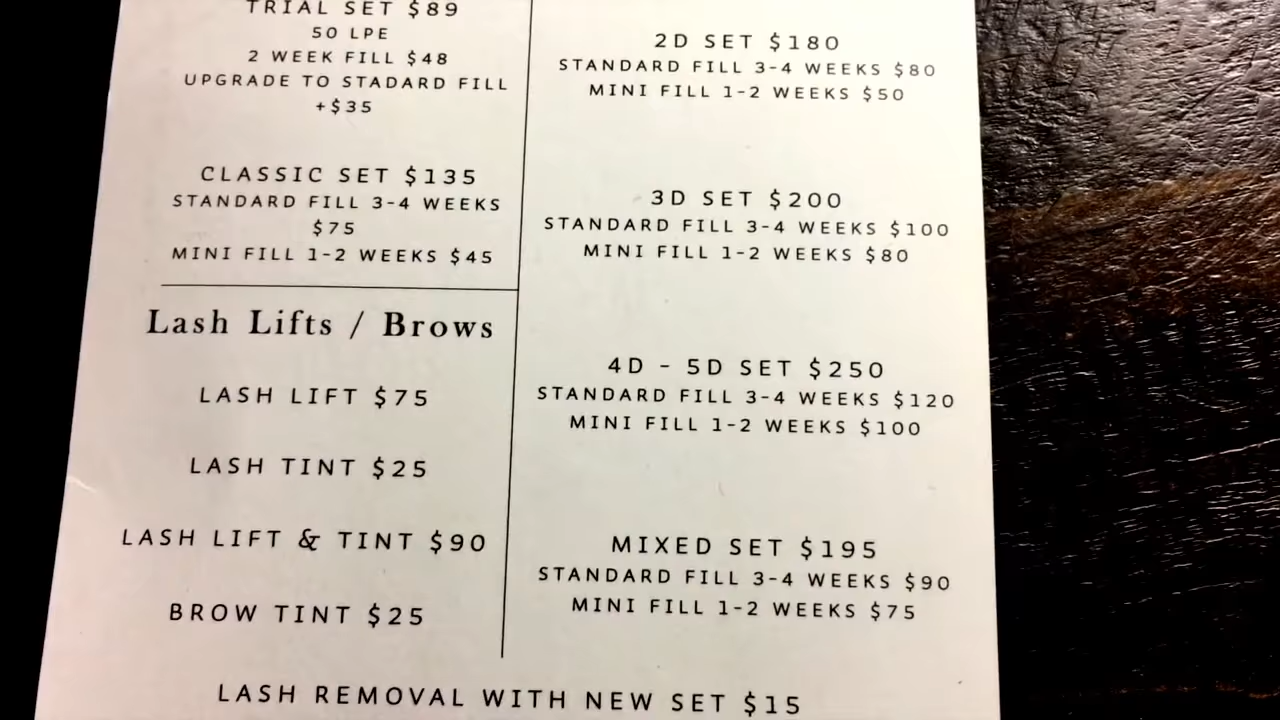 TRIAL SET $89
50 LPE
2 WEEK FILL $48
UPGRADE TO STADARD FILL
+$35
CLASSIC SET $135
STANDARD FILL 3-4 WEEKS
$75
MINI FILL 1-2 WEEKS $45
Lash Lifts / Brows
LASH LIFT $75
LASH TINT $25
LASH LIFT & TINT $90
BROW TINT $25
2D SET $180
STANDARD FILL 3-4 WEEKS $80
MINI FILL 1-2 WEEKS $50
3D SET $200
STANDARD FILL 3-4 WEEKS $100
MINI FILL 1-2 WEEKS $80
4D - 5D SET $250
STANDARD FILL 3-4 WEEKS $120
MINI FILL 1-2 WEEKS $100
MIXED SET $195
STANDARD FILL 3-4 WEEKS $90
MINI FILL 1-2 WEEKS $75
LASH REMOVAL WITH NEW SET $15